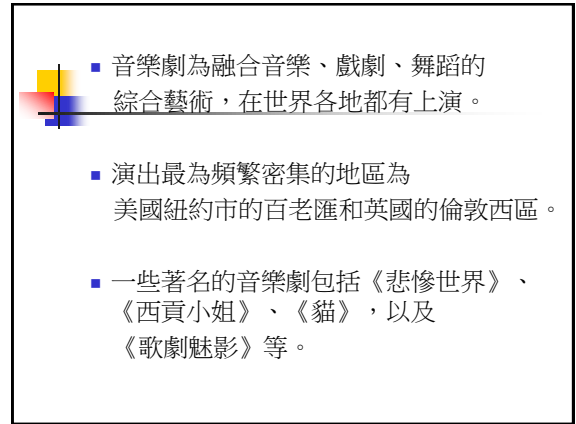 音樂劇為融合音樂、戲劇、舞蹈的
綜合藝術，在世界各地都有上演。
演出最為頻繁密集的地區為
美國紐約市的百老匯和英國的倫敦西區。
一些著名的音樂劇包括《悲慘世界》、
《西貢小姐》、《貓》，以及
《歌劇魅影》等。